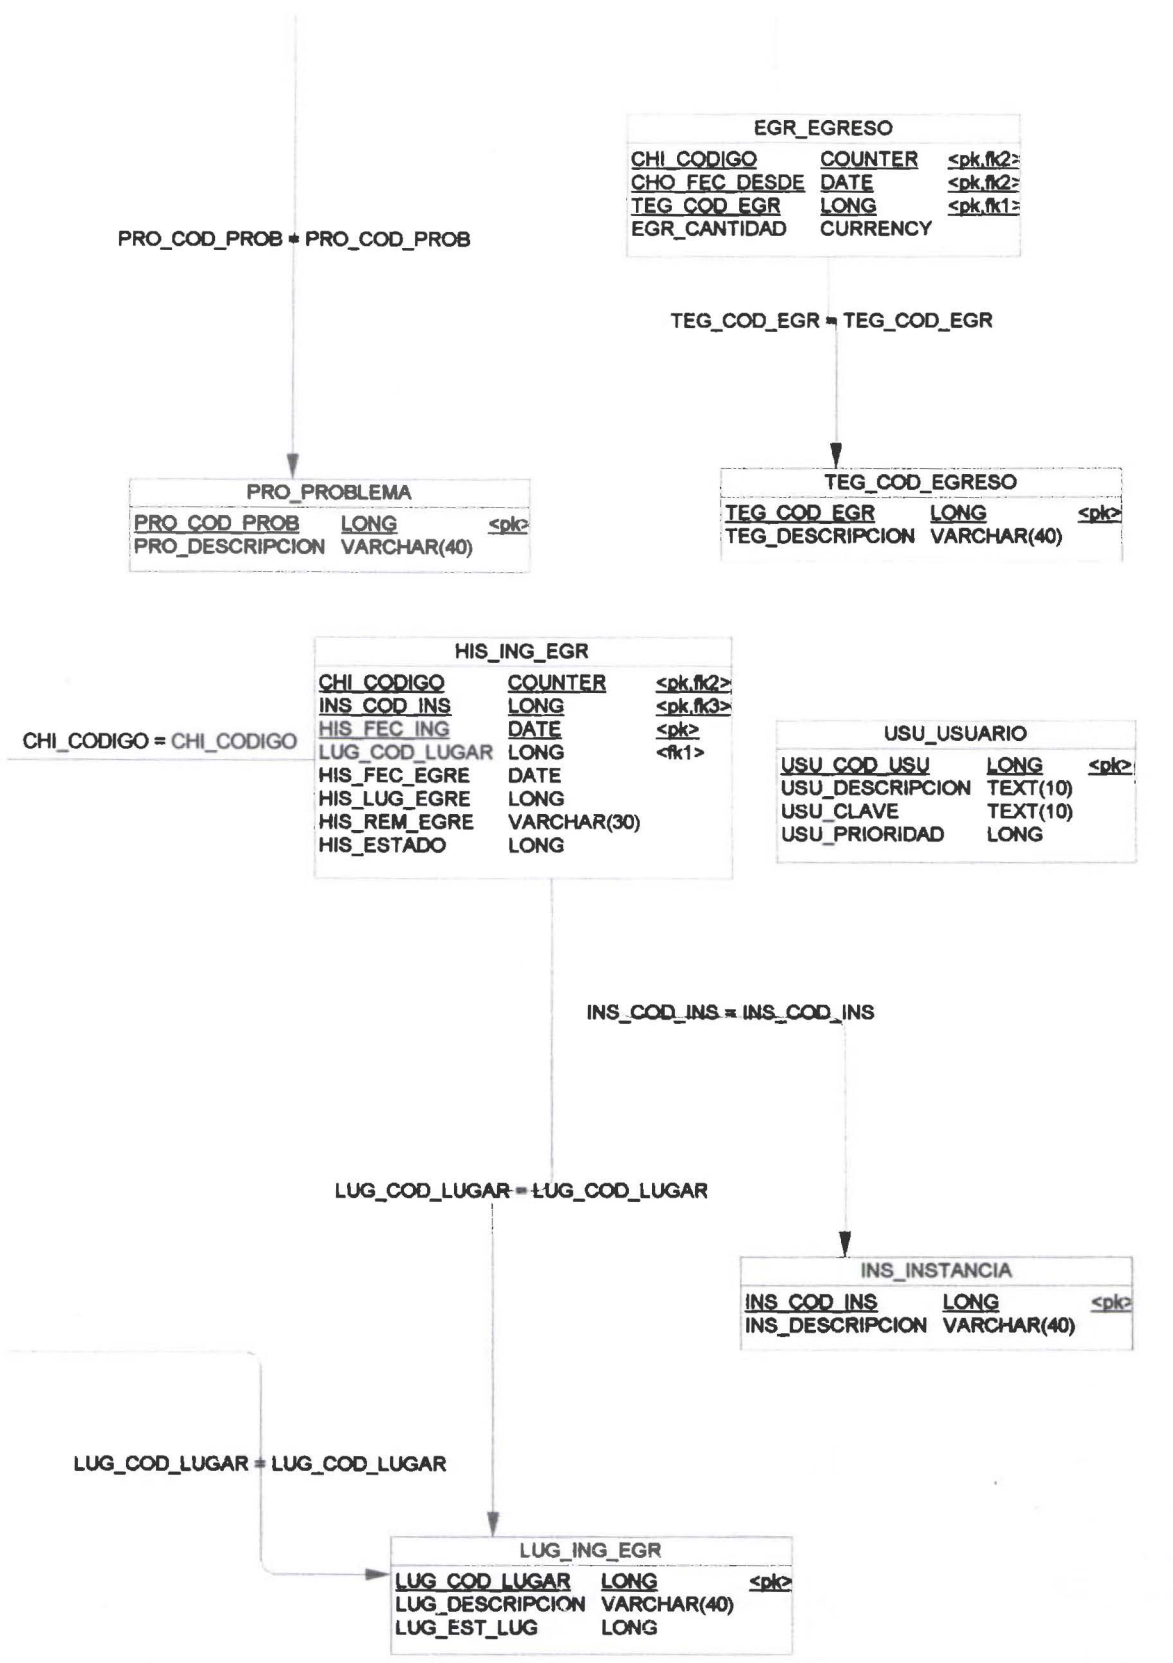 EGR_EGRESO
CHI_CODIGO COUNTER <pk,fk2>
CHO_FEC_DESDE DATE <pk,fk2>
TEG_COD_EGR LONG <pk,fk1>
EGR_CANTIDAD CURRENCY
PRO_COD_PROB = PRO_COD_PROB
TEG_COD_EGR = TEG_COD_EGR
PRO_PROBLEMA
PRO_COD_PROB LONG <pk>
PRO_DESCRIPCION VARCHAR(40)
TEG_COD_EGRESO
TEG_COD_EGR LONG <pk>
TEG_DESCRIPCION VARCHAR(40)
HIS_ING_EGR
CHI_CODIGO COUNTER <pk,fk2>
INS_COD_INS LONG <pk,fk3>
HIS_FEC_ING DATE <pk>
LUG_COD_LUGAR LONG <fk1>
HIS_FEC_EGRE DATE
HIS_LUG_EGRE LONG
HIS_REM_EGRE VARCHAR(30)
HIS_ESTADO LONG
CHI_CODIGO = CHI_CODIGO
USU_USUARIO
USU_COD_USU LONG <pk>
USU_DESCRIPCION TEXT(10)
USU_CLAVE TEXT(10)
USU_PRIORIDAD LONG
INS_COD_INS = INS_COD_INS
LUG_COD_LUGAR = LUG_COD_LUGAR
INS_INSTANCIA
INS_COD_INS LONG <pk>
INS_DESCRIPCION VARCHAR(40)
LUG_COD_LUGAR = LUG_COD_LUGAR
LUG_ING_EGR
LUG_COD_LUGAR LONG <pk>
LUG_DESCRIPCION VARCHAR(40)
LUG_EST_LUG LONG